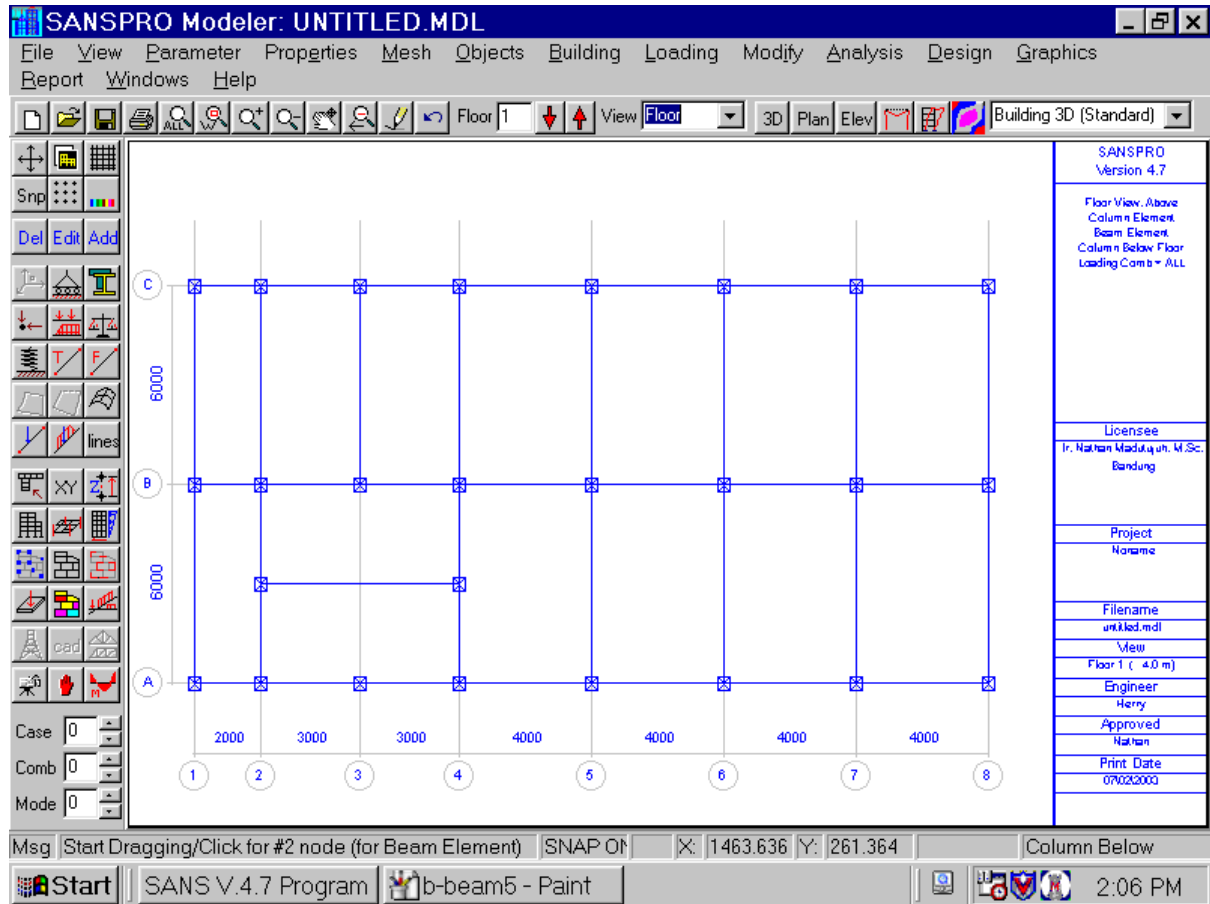 SANSPRO Modeler: UNTITLED.MDL
File View Parameter Properties Mesh Objects Building Loading Modify Analysis Design Graphics
Report Windows Help
ALL Floor 1 View Floor 3D Plan Elev Building 3D (Standard)
Snp
Del Edit Add
T F
lines
XY Z
cad
M
Case 0
Comb 0
Mode 0
C
6000
B
6000
A
2000 3000 3000 4000 4000 4000 4000
1 2 3 4 5 6 7 8
SANSPRO
Version 4.7
Floor View. Above
Column Element
Beam Element
Column Below Floor
Loading Comb = ALL
Licensee
Ir. Nathan Madutujuh. M.Sc.
Bandung
Project
Noname
Filename
untitled.mdl
View
Floor 1 ( 4.0 m)
Engineer
Herry
Approved
Nathan
Print Date
07\02\2000
Msg Start Dragging/Click for #2 node (for Beam Element) SNAP ON X: 1463.636 Y: 261.364 Column Below
Start SANS V.4.7 Program b-beam5 - Paint 2:06 PM